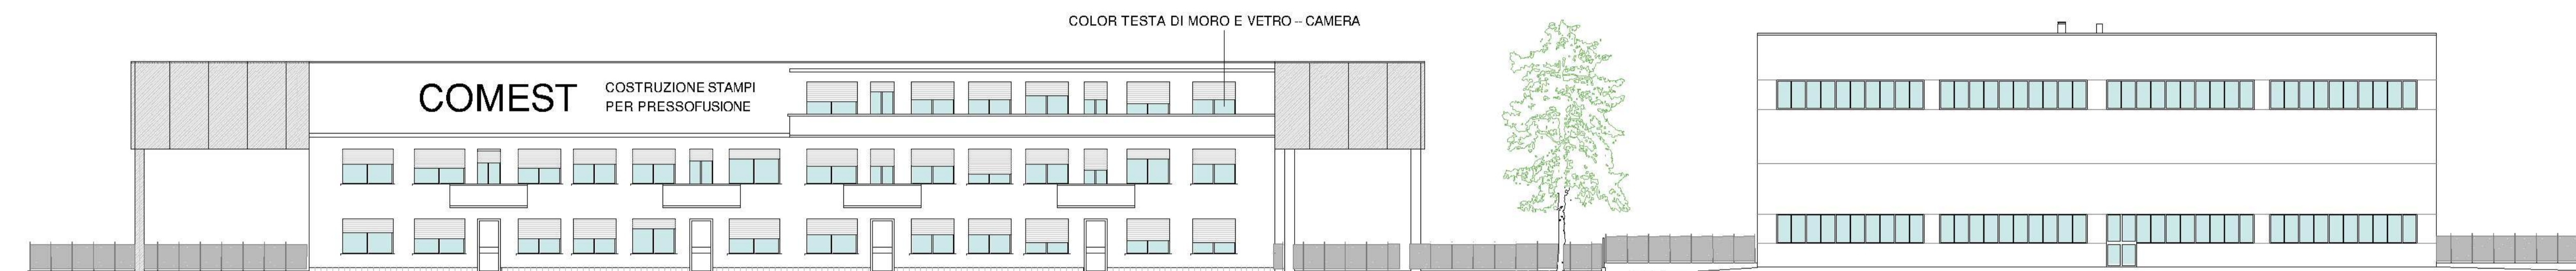 COLOR TESTA DI MORO E VETRO – CAMERA
COMEST
COSTRUZIONE STAMPI
PER PRESSOFUSIONE